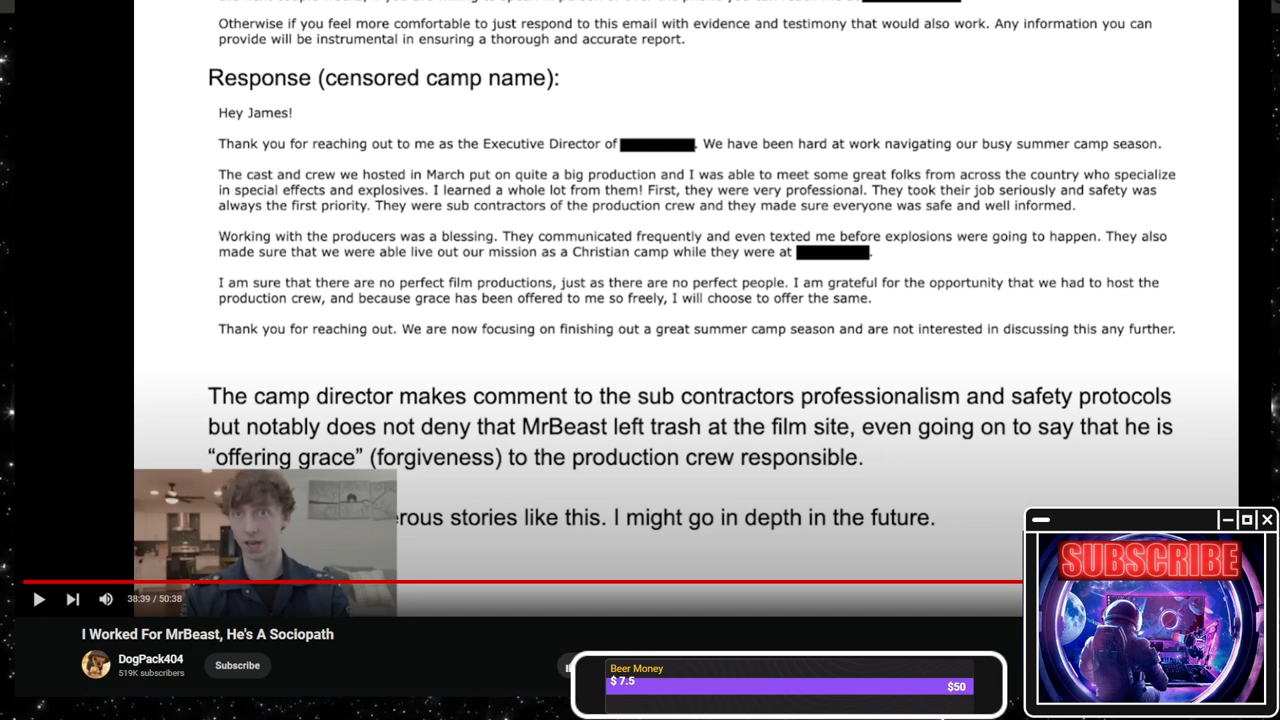 Otherwise if you feel more comfortable to just respond to this email with evidence and testimony that would also work. Any information you can
provide will be instrumental in ensuring a thorough and accurate report.
Response (censored camp name):
Hey James!
Thank you for reaching out to me as the Executive Director of . We have been hard at work navigating our busy summer camp season.
The cast and crew we hosted in March put on quite a big production and I was able to meet some great folks from across the country who specialize
in special effects and explosives. I learned a whole lot from them! First, they were very professional. They took their job seriously and safety was
always the first priority. They were sub contractors of the production crew and they made sure everyone was safe and well informed.
Working with the producers was a blessing. They communicated frequently and even texted me before explosions were going to happen. They also
made sure that we were able live out our mission as a Christian camp while they were at .
I am sure that there are no perfect film productions, just as there are no perfect people. I am grateful for the opportunity that we had to host the
production crew, and because grace has been offered to me so freely, I will choose to offer the same.
Thank you for reaching out. We are now focusing on finishing out a great summer camp season and are not interested in discussing this any further.
The camp director makes comment to the sub contractors professionalism and safety protocols
but notably does not deny that MrBeast left trash at the film site, even going on to say that he is
“offering grace” (forgiveness) to the production crew responsible.
stories like this. I might go in depth in the future.
SUBSCRIBE
38:39 / 50:38
I Worked For MrBeast, He's A Sociopath
DogPack404
519K subscribers
Subscribe
Beer Money
$ 7.5
$50